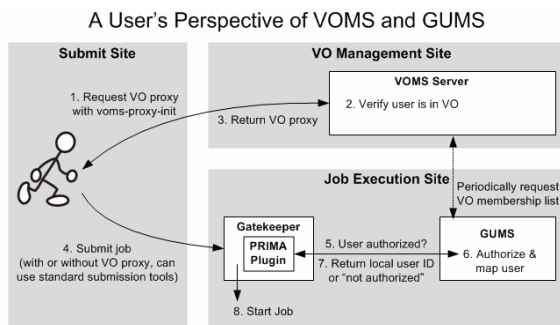 A User's Perspective of VOMS and GUMS
Submit Site
VO Management Site
VOMS Server
1. Request VO proxy
with voms-proxy-init
2. Verify user is in VO
3. Return VO proxy
Periodically request
VO membership list
Job Execution Site
4. Submit job
(with or without VO proxy, can
use standard submission tools)
Gatekeeper
PRIMA
Plugin
5. User authorized?
7. Return local user ID
or "not authorized"
GUMS
6. Authorize &
map user
8. Start Job